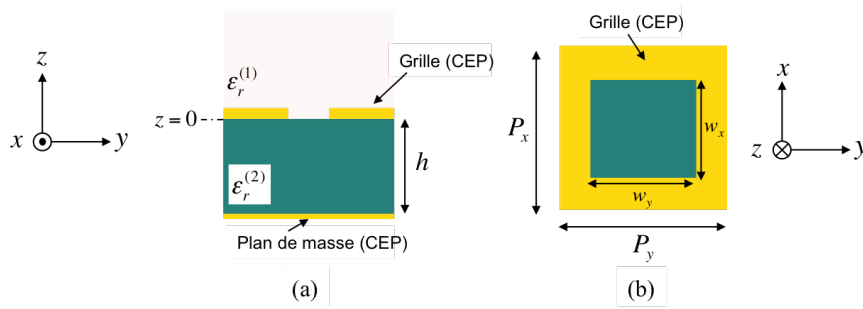 z
x
y
ε_r^(1)
Grille (CEP)
z = 0
h
ε_r^(2)
Plan de masse (CEP)
(a)
Grille (CEP)
P_x
w_x
w_y
P_y
(b)
x
z
y